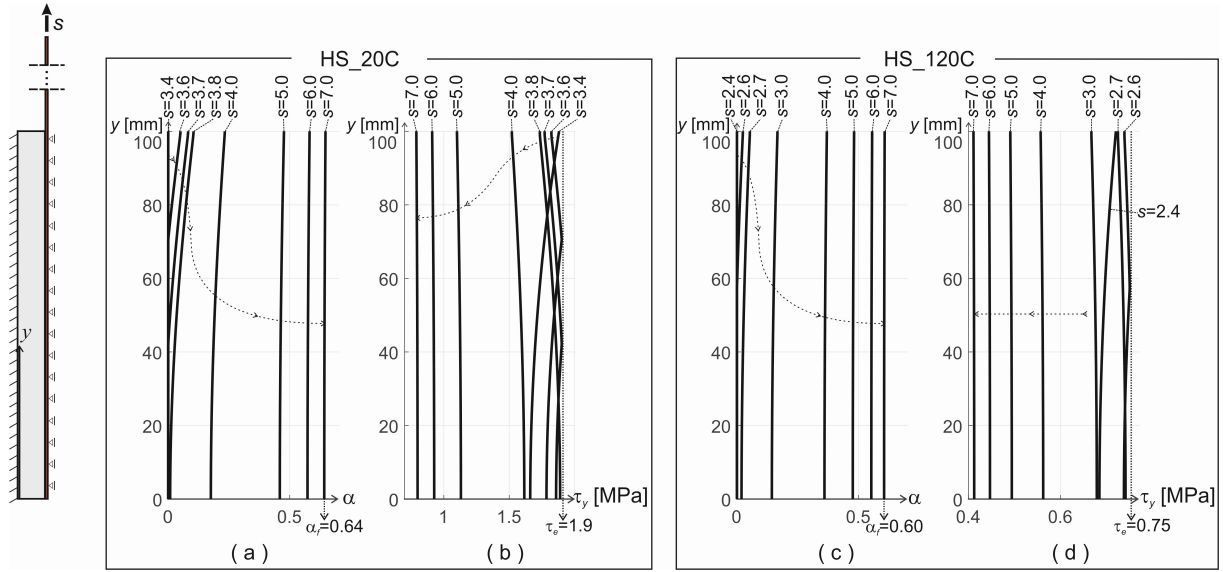 s
y
HS_20C
s=3.4
s=3.6
s=3.7
s=3.8
s=4.0
s=5.0
s=6.0
s=7.0
y [mm]
100
80
60
40
20
0
0
0.5
α
αf=0.64
( a )
s=7.0
s=6.0
s=5.0
s=4.0
s=3.8
s=3.7
s=3.6
s=3.4
y [mm]
100
80
60
40
20
0
1
1.5
τy [MPa]
τe=1.9
( b )
HS_120C
s=2.4
s=2.6
s=2.7
s=3.0
s=4.0
s=5.0
s=6.0
s=7.0
y [mm]
100
80
60
40
20
0
0
0.5
α
αf=0.60
( c )
s=7.0
s=6.0
s=5.0
s=4.0
s=3.0
s=2.7
s=2.6
y [mm]
100
80
60
40
20
0
s=2.4
0.4
0.6
τy [MPa]
τe=0.75
( d )